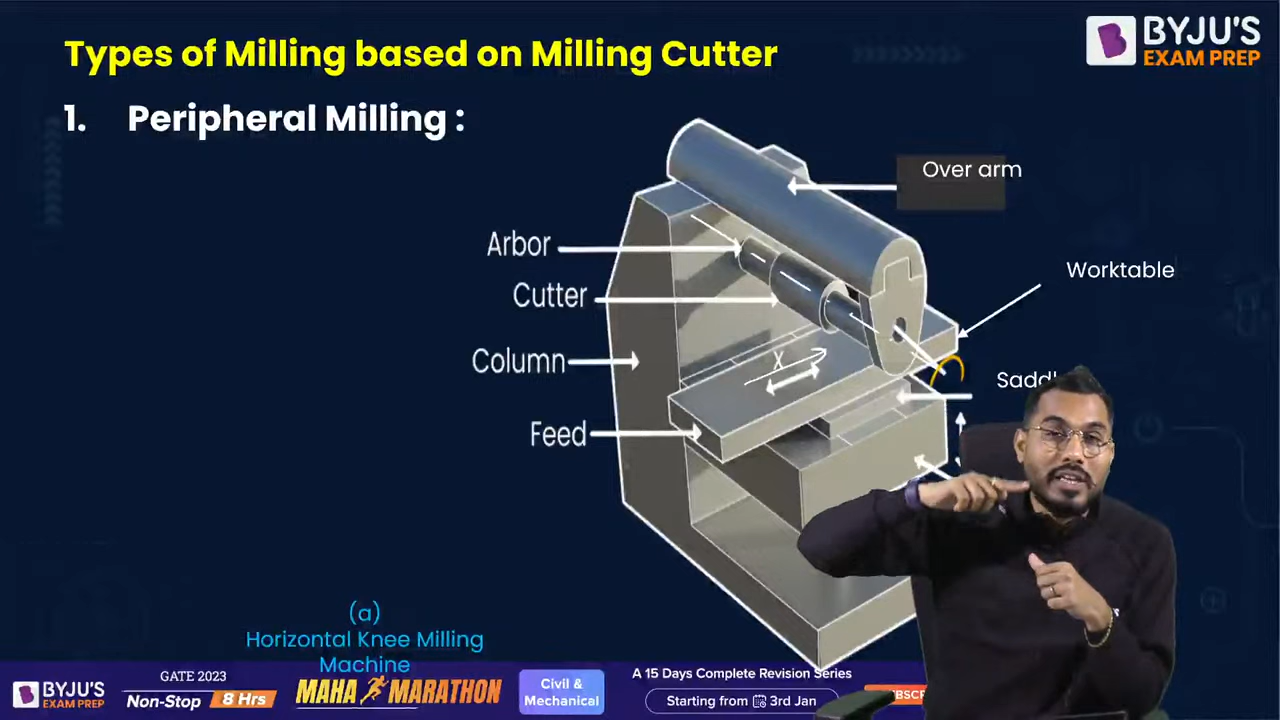 Types of Milling based on Milling Cutter
BYJU'S
EXAM PREP
1. Peripheral Milling :
Over arm
Arbor
Worktable
Cutter
Column
X
Feed
(a)
Horizontal Knee Milling
Machine
BYJU'S
EXAM PREP
GATE 2023
Non-Stop 8 Hrs
MAHA MARATHON
Civil &
Mechanical
A 15 Days Complete Revision Series
Starting from 3rd Jan